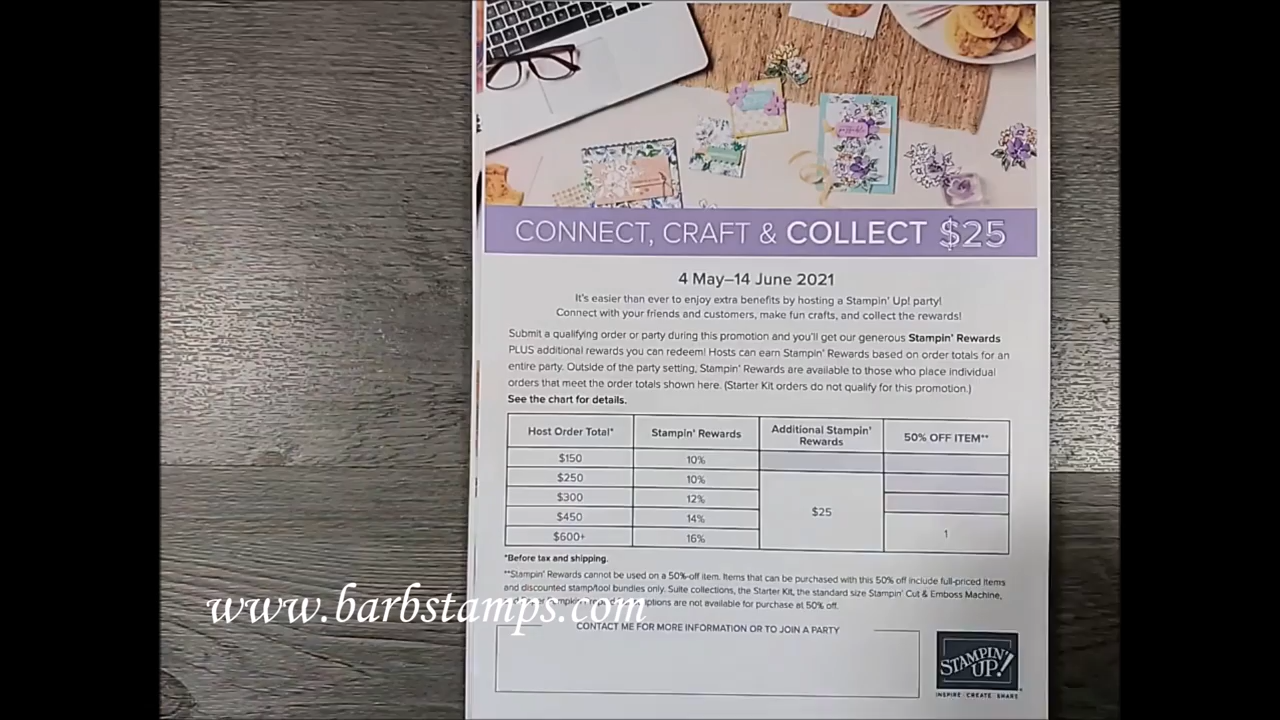 CONNECT, CRAFT & COLLECT $25
4 May–14 June 2021
It's easier than ever to enjoy extra benefits by hosting a Stampin' Up! party!
Connect with your friends and customers, make fun crafts, and collect the rewards!
Submit a qualifying order or party during this promotion and you'll get our generous Stampin' Rewards
PLUS additional rewards you can redeem! Hosts can earn Stampin' Rewards based on order totals for an
entire party. Outside of the party setting, Stampin' Rewards are available to those who place individual
orders that meet the order totals shown here. (Starter Kit orders do not qualify for this promotion.)
See the chart for details.
Host Order Total* Stampin' Rewards Additional Stampin' Rewards 50% OFF ITEM**
$150 10%
$250 10%
$300 12%
$450 14%
$600+ 16%
$25
1
*Before tax and shipping.
**Stampin' Rewards cannot be used on a 50%-off item. Items that can be purchased with this 50% off include full-priced items
and discounted stamp/tool bundles only. Suite collections, the Starter Kit, the standard size Stampin' Cut & Emboss Machine,
are not available for purchase at 50% off.
www.barbstamps.com
CONTACT ME FOR MORE INFORMATION OR TO JOIN A PARTY
STAMPIN'
UP!
INSPIRE CREATE SHARE